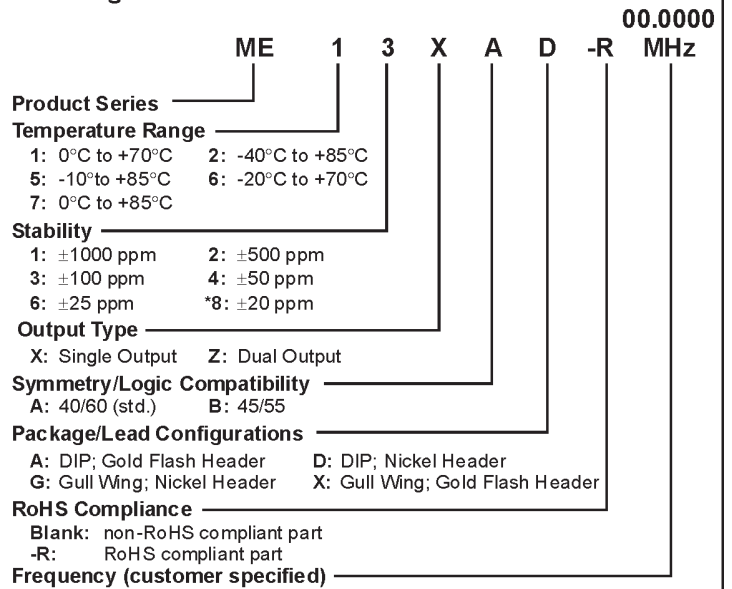 00.0000
ME 1 3 X A D -R MHz
Product Series
Temperature Range
1: 0°C to +70°C 2: -40°C to +85°C
5: -10°to +85°C 6: -20°C to +70°C
7: 0°C to +85°C
Stability
1: ±1000 ppm 2: ±500 ppm
3: ±100 ppm 4: ±50 ppm
6: ±25 ppm *8: ±20 ppm
Output Type
X: Single Output Z: Dual Output
Symmetry/Logic Compatibility
A: 40/60 (std.) B: 45/55
Package/Lead Configurations
A: DIP; Gold Flash Header D: DIP; Nickel Header
G: Gull Wing; Nickel Header X: Gull Wing; Gold Flash Header
RoHS Compliance
Blank: non-RoHS compliant part
-R: RoHS compliant part
Frequency (customer specified)